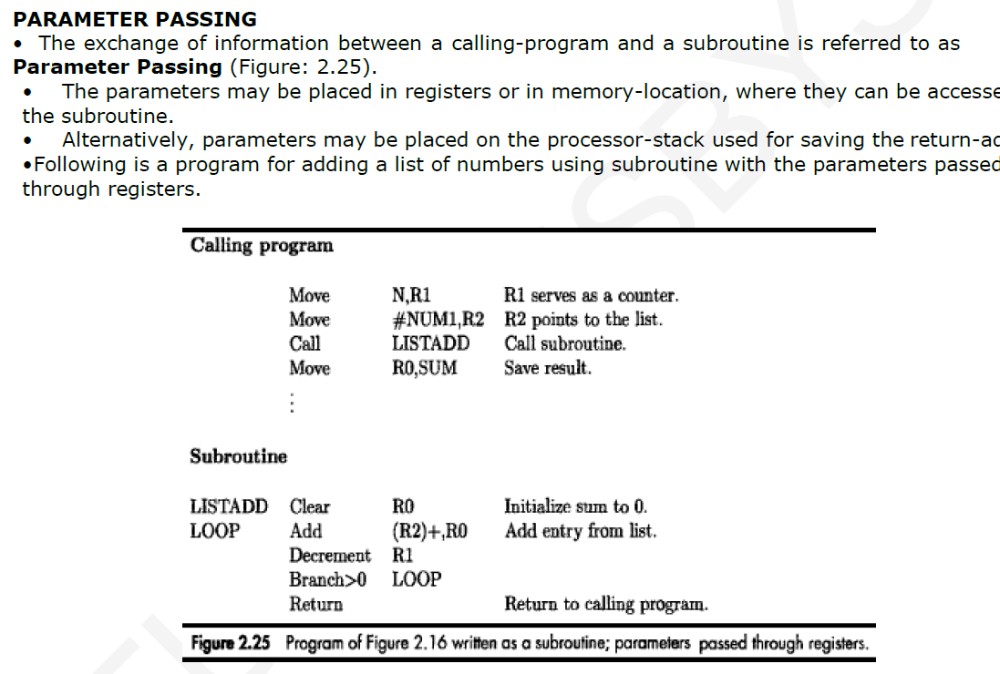 PARAMETER PASSING
• The exchange of information between a calling-program and a subroutine is referred to as
Parameter Passing (Figure: 2.25).
• The parameters may be placed in registers or in memory-location, where they can be accesse
the subroutine.
• Alternatively, parameters may be placed on the processor-stack used for saving the return-ad
•Following is a program for adding a list of numbers using subroutine with the parameters passed
through registers.
Calling program
Move N,R1 R1 serves as a counter.
Move #NUM1,R2 R2 points to the list.
Call LISTADD Call subroutine.
Move R0,SUM Save result.
⋮
Subroutine
LISTADD Clear R0 Initialize sum to 0.
LOOP Add (R2)+,R0 Add entry from list.
Decrement R1
Branch>0 LOOP
Return Return to calling program.
Figure 2.25 Program of Figure 2.16 written as a subroutine; parameters passed through registers.